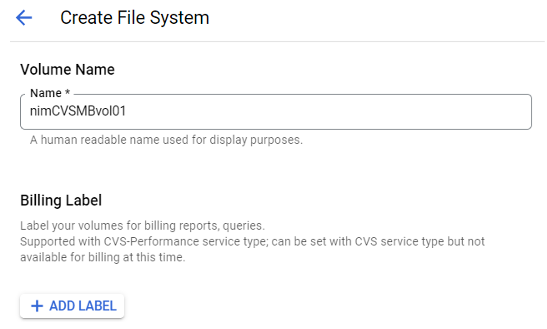 Create File System
Volume Name
Name *
nimCVSMBvol01
A human readable name used for display purposes.
Billing Label
Label your volumes for billing reports, queries.
Supported with CVS-Performance service type; can be set with CVS service type but not
available for billing at this time.
+ ADD LABEL